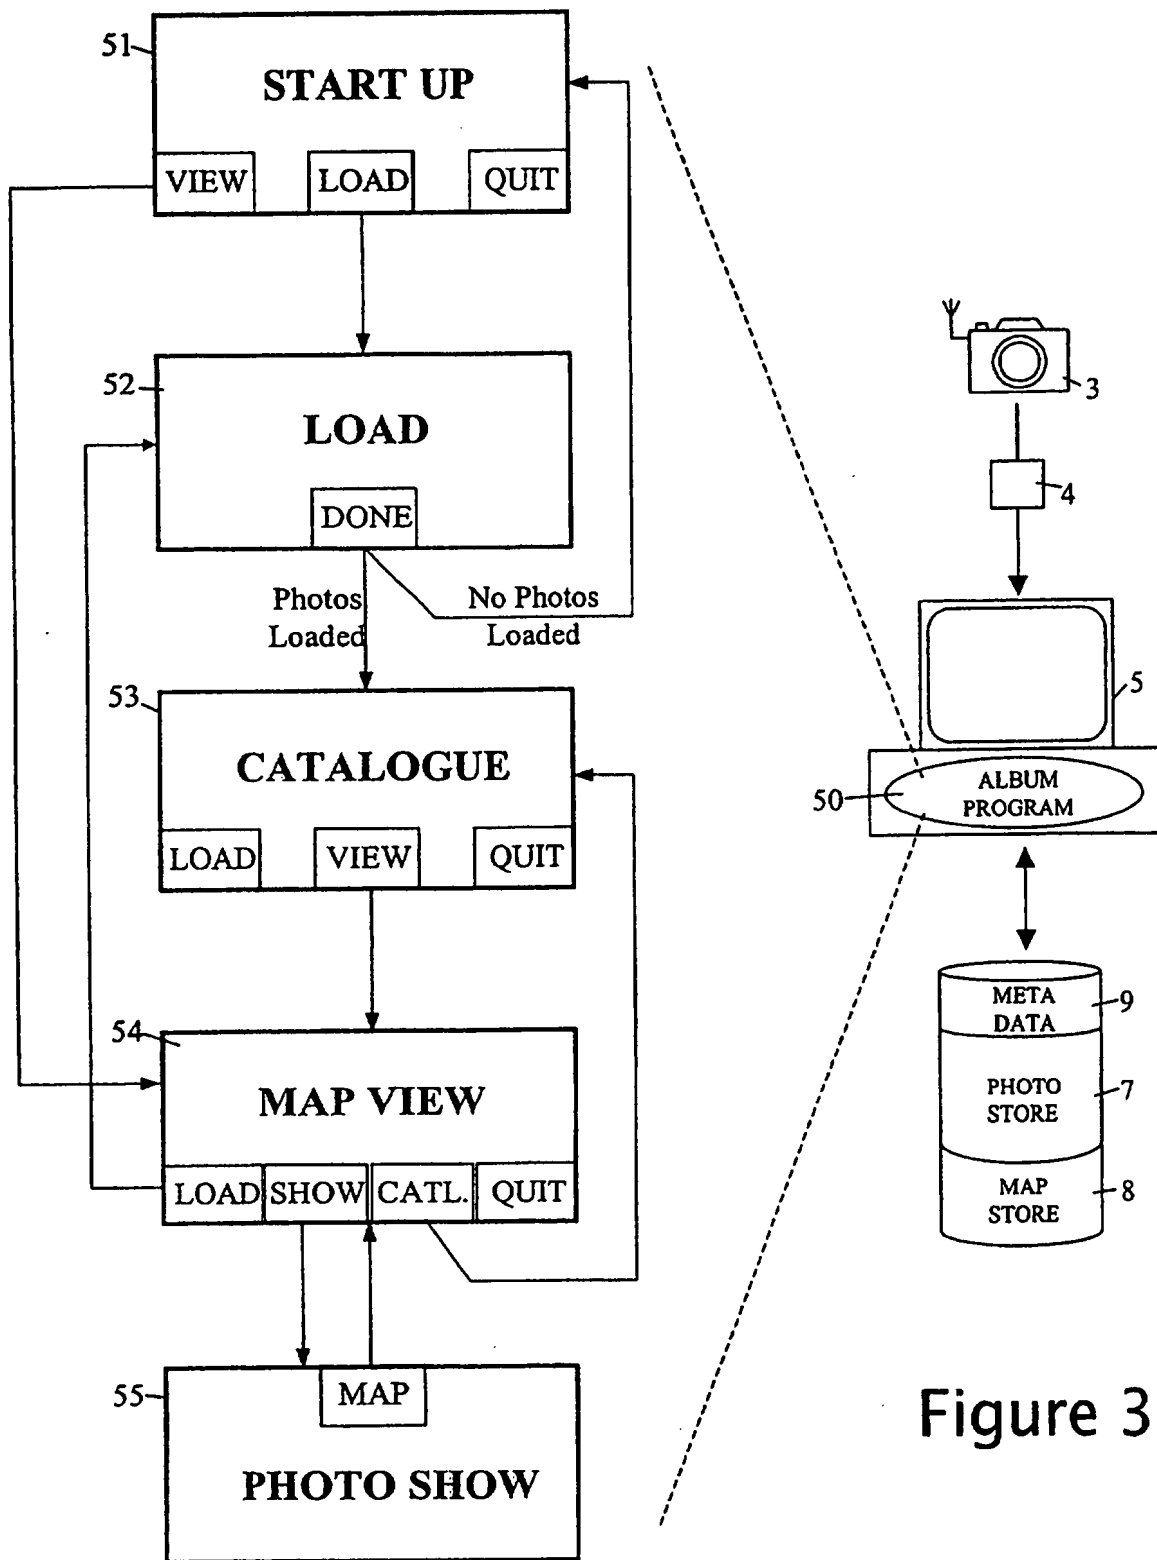 51
START UP
VIEW
LOAD
QUIT
52
LOAD
DONE
Photos
Loaded
No Photos
Loaded
53
CATALOGUE
LOAD
VIEW
QUIT
54
MAP VIEW
LOAD
SHOW
CATL.
QUIT
55
MAP
PHOTO SHOW
3
4
5
50
ALBUM
PROGRAM
META
DATA
9
PHOTO
STORE
7
MAP
STORE
8
Figure 3